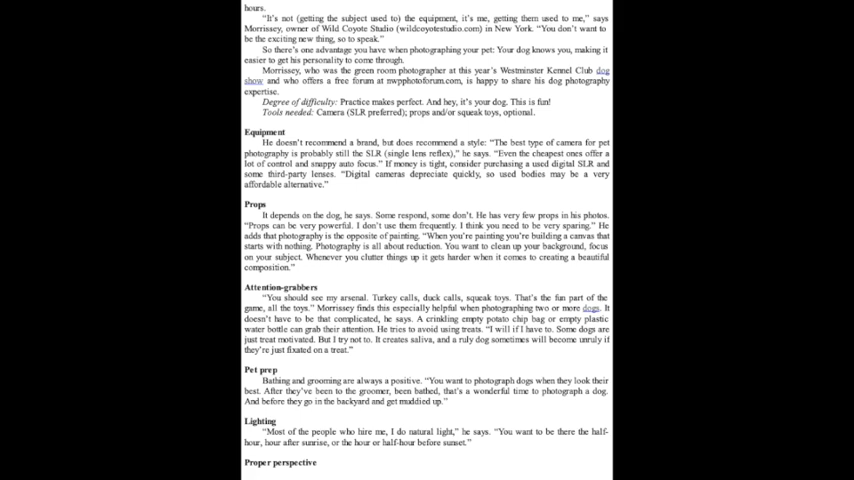 hours.
“It's not (getting the subject used to) the equipment, it's me, getting them used to me,” says
Morrissey, owner of Wild Coyote Studio (wildcoyotestudio.com) in New York. “You don't want to
be the exciting new thing, so to speak.”
So there's one advantage you have when photographing your pet: Your dog knows you, making it
easier to get his personality to come through.
Morrissey, who was the green room photographer at this year's Westminster Kennel Club dog
show and who offers a free forum at nwpphotoforum.com, is happy to share his dog photography
expertise.
Degree of difficulty: Practice makes perfect. And hey, it's your dog. This is fun!
Tools needed: Camera (SLR preferred); props and/or squeak toys, optional.
Equipment
He doesn't recommend a brand, but does recommend a style: “The best type of camera for pet
photography is probably still the SLR (single lens reflex),” he says. “Even the cheapest ones offer a
lot of control and snappy auto focus.” If money is tight, consider purchasing a used digital SLR and
some third-party lenses. “Digital cameras depreciate quickly, so used bodies may be a very
affordable alternative.”
Props
It depends on the dog, he says. Some respond, some don't. He has very few props in his photos.
“Props can be very powerful. I don't use them frequently. I think you need to be very sparing.” He
adds that photography is the opposite of painting. “When you're painting you're building a canvas that
starts with nothing. Photography is all about reduction. You want to clean up your background, focus
on your subject. Whenever you clutter things up it gets harder when it comes to creating a beautiful
composition.”
Attention-grabbers
“You should see my arsenal. Turkey calls, duck calls, squeak toys. That's the fun part of the
game, all the toys.” Morrissey finds this especially helpful when photographing two or more dogs. It
doesn't have to be that complicated, he says. A crinkling empty potato chip bag or empty plastic
water bottle can grab their attention. He tries to avoid using treats. “I will if I have to. Some dogs are
just treat motivated. But I try not to. It creates saliva, and a ruly dog sometimes will become unruly if
they're just fixated on a treat.”
Pet prep
Bathing and grooming are always a positive. “You want to photograph dogs when they look their
best. After they've been to the groomer, been bathed, that's a wonderful time to photograph a dog.
And before they go in the backyard and get muddied up.”
Lighting
“Most of the people who hire me, I do natural light,” he says. “You want to be there the half-
hour, hour after sunrise, or the hour or half-hour before sunset.”
Proper perspective